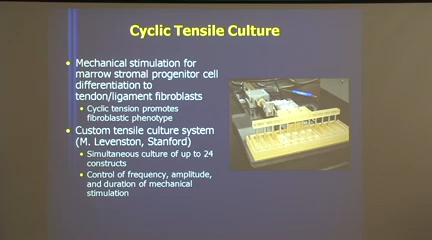 Cyclic Tensile Culture
Mechanical stimulation for
marrow stromal progenitor cell
differentiation to
tendon/ligament fibroblasts
Cyclic tension promotes
fibroblastic phenotype
Custom tensile culture system
(M. Levenston, Stanford)
Simultaneous culture of up to 24
constructs
Control of frequency, amplitude,
and duration of mechanical
stimulation